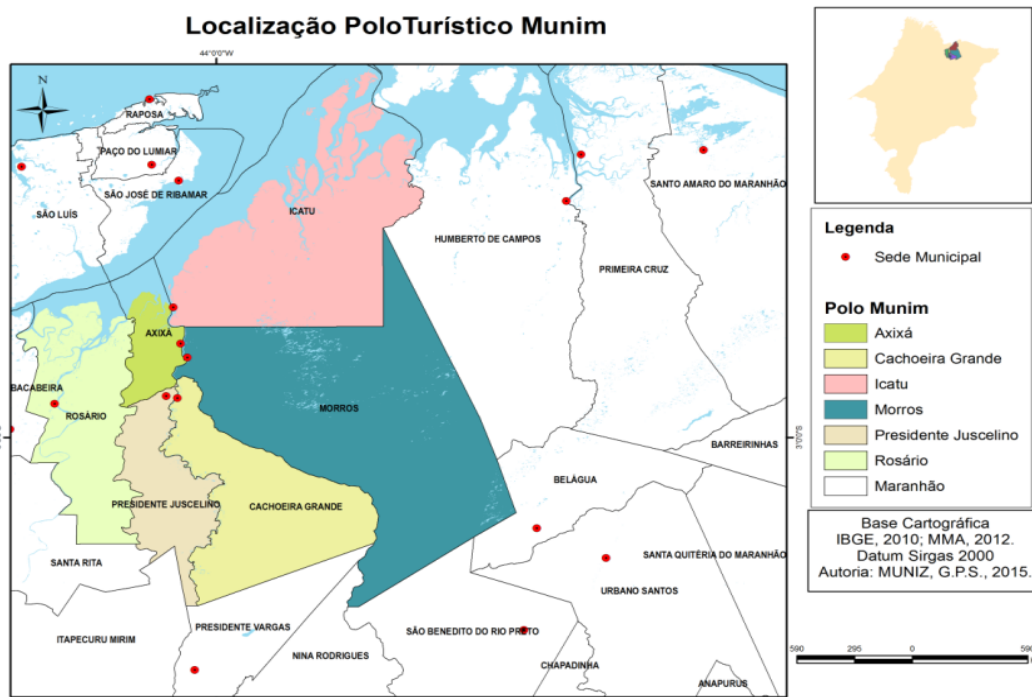 Localização PoloTurístico Munim
44°0'0"W
N
RAPOSA
PAÇO DO LUMIAR
SÃO JOSÉ DE RIBAMAR
SÃO LUÍS
ICATU
HUMBERTO DE CAMPOS
SANTO AMARO DO MARANHÃO
PRIMEIRA CRUZ
AXIXÁ
BACABEIRA
ROSÁRIO
MORROS
BARREIRINHAS
3°0'0"S
BELÁGUA
PRESIDENTE JUSCELINO
CACHOEIRA GRANDE
SANTA RITA
SANTA QUITÉRIA DO MARANHÃO
URBANO SANTOS
ITAPECURU MIRIM
PRESIDENTE VARGAS
NINA RODRIGUES
SÃO BENEDITO DO RIO PRETO
CHAPADINHA
ANAPURUS
Legenda
Sede Municipal
Polo Munim
Axixá
Cachoeira Grande
Icatu
Morros
Presidente Juscelino
Rosário
Maranhão
Base Cartográfica
IBGE, 2010; MMA, 2012.
Datum Sirgas 2000
Autoria: MUNIZ, G.P.S., 2015.
590 295 0 590